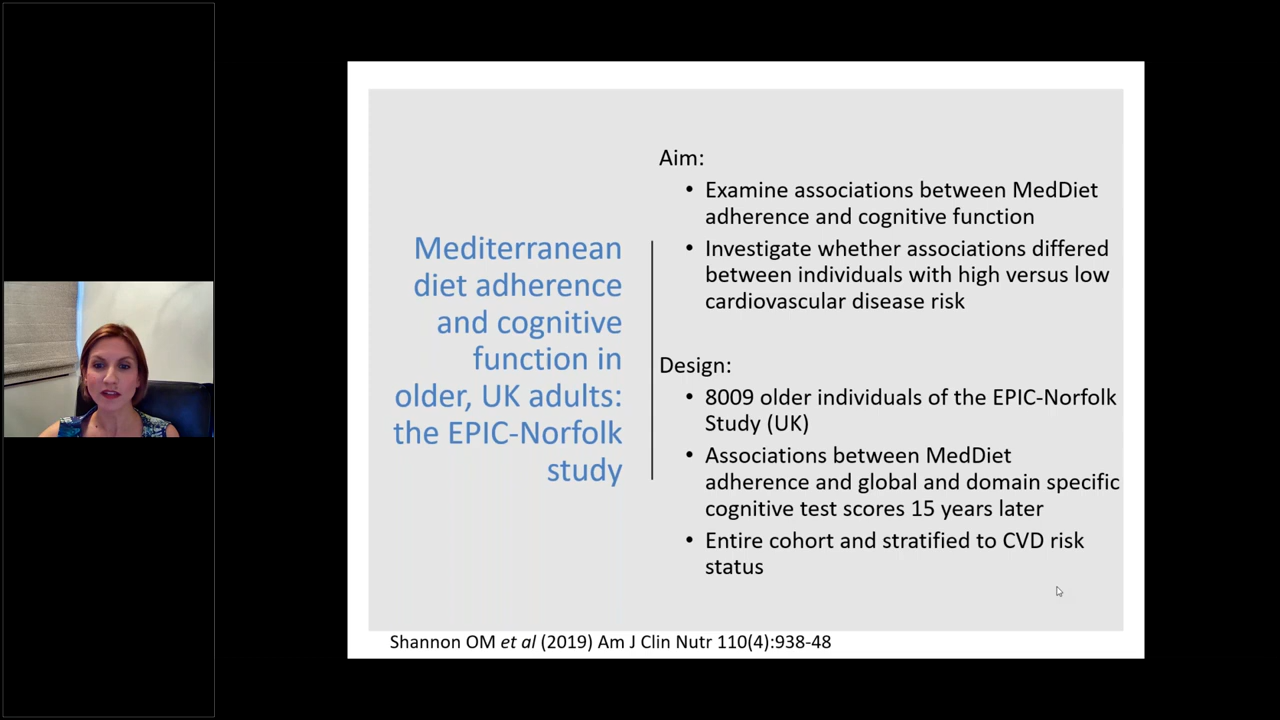 Mediterranean
diet adherence
and cognitive
function in
older, UK adults:
the EPIC-Norfolk
study
Aim:
• Examine associations between MedDiet
adherence and cognitive function
• Investigate whether associations differed
between individuals with high versus low
cardiovascular disease risk
Design:
• 8009 older individuals of the EPIC-Norfolk
Study (UK)
• Associations between MedDiet
adherence and global and domain specific
cognitive test scores 15 years later
• Entire cohort and stratified to CVD risk
status
Shannon OM et al (2019) Am J Clin Nutr 110(4):938-48